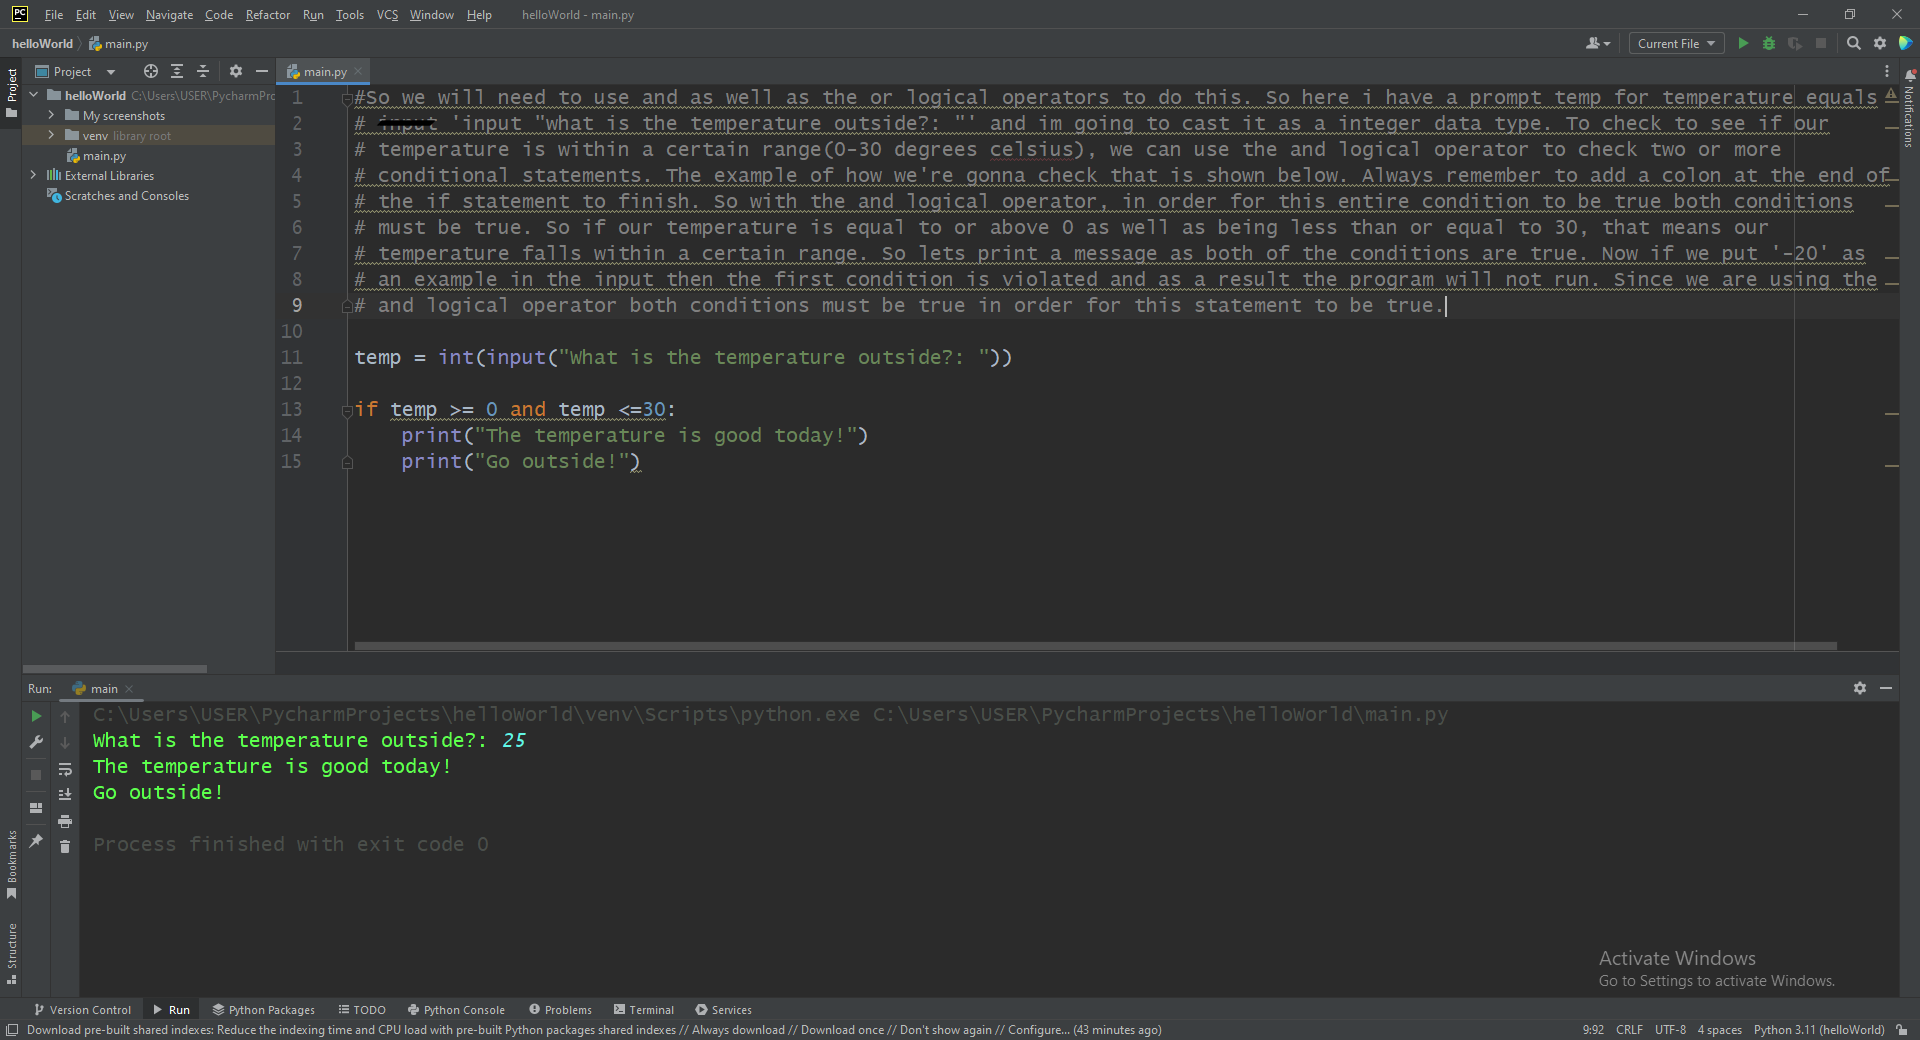 PC File Edit View Navigate Code Refactor Run Tools VCS Window Help helloWorld - main.py
helloWorld main.py Current File
Project main.py
Project
helloWorld C:\Users\USER\PycharmPro
My screenshots
venv library root
main.py
External Libraries
Scratches and Consoles
1 #So we will need to use and as well as the or logical operators to do this. So here i have a prompt temp for temperature equals
2 # 'input "what is the temperature outside?: "' and im going to cast it as a integer data type. To check to see if our
3 # temperature is within a certain range(0-30 degrees celsius), we can use the and logical operator to check two or more
4 # conditional statements. The example of how we're gonna check that is shown below. Always remember to add a colon at the end of
5 # the if statement to finish. So with the and logical operator, in order for this entire condition to be true both conditions
6 # must be true. So if our temperature is equal to or above 0 as well as being less than or equal to 30, that means our
7 # temperature falls within a certain range. So lets print a message as both of the conditions are true. Now if we put '-20' as
8 # an example in the input then the first condition is violated and as a result the program will not run. Since we are using the
9 # and logical operator both conditions must be true in order for this statement to be true.
10
11 temp = int(input("What is the temperature outside?: "))
12
13 if temp >= 0 and temp <=30:
14 print("The temperature is good today!")
15 print("Go outside!")
Notifications
Run: main
C:\Users\USER\PycharmProjects\helloWorld\venv\Scripts\python.exe C:\Users\USER\PycharmProjects\helloWorld\main.py
What is the temperature outside?: 25
The temperature is good today!
Go outside!
Process finished with exit code 0
Bookmarks
Structure
Activate Windows
Go to Settings to activate Windows.
Version Control Run Python Packages TODO Python Console Problems Terminal Services
Download pre-built shared indexes: Reduce the indexing time and CPU load with pre-built Python packages shared indexes // Always download // Download once // Don't show again // Configure... (43 minutes ago) 9:92 CRLF UTF-8 4 spaces Python 3.11 (helloWorld)